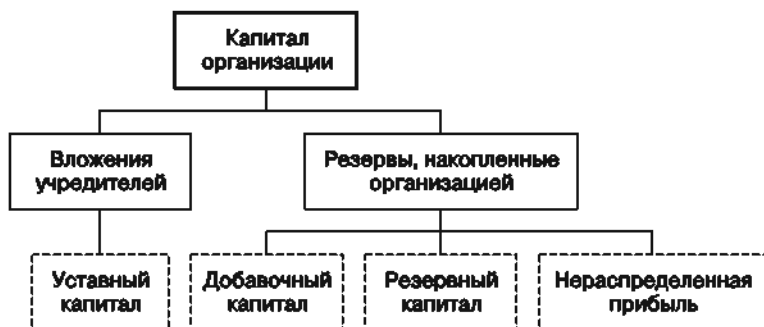 Капитал
организации
Вложения
учредителей
Резервы, накопленные
организацией
Уставный
капитал
Добавочный
капитал
Резервный
капитал
Нераспределенная
прибыль